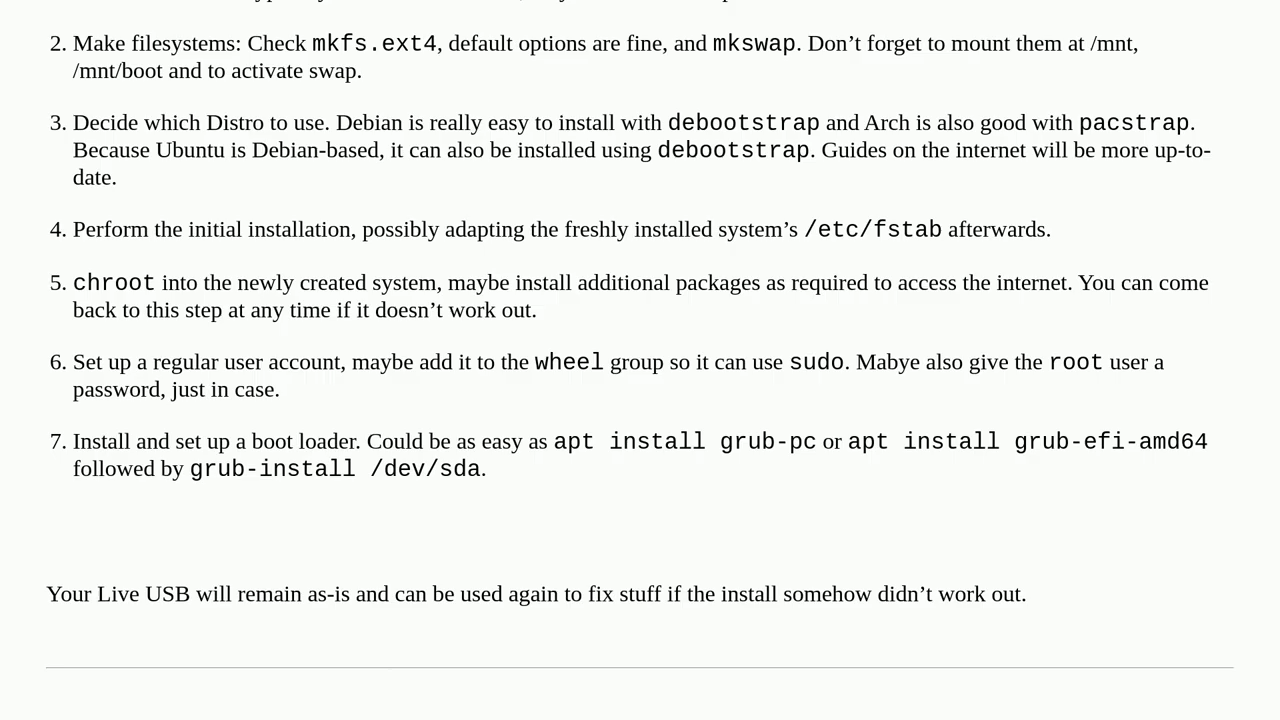 2. Make filesystems: Check mkfs.ext4, default options are fine, and mkswap. Don’t forget to mount them at /mnt,
/mnt/boot and to activate swap.
3. Decide which Distro to use. Debian is really easy to install with debootstrap and Arch is also good with pacstrap.
Because Ubuntu is Debian-based, it can also be installed using debootstrap. Guides on the internet will be more up-to-
date.
4. Perform the initial installation, possibly adapting the freshly installed system’s /etc/fstab afterwards.
5. chroot into the newly created system, maybe install additional packages as required to access the internet. You can come
back to this step at any time if it doesn’t work out.
6. Set up a regular user account, maybe add it to the wheel group so it can use sudo. Mabye also give the root user a
password, just in case.
7. Install and set up a boot loader. Could be as easy as apt install grub-pc or apt install grub-efi-amd64
followed by grub-install /dev/sda.
Your Live USB will remain as-is and can be used again to fix stuff if the install somehow didn’t work out.